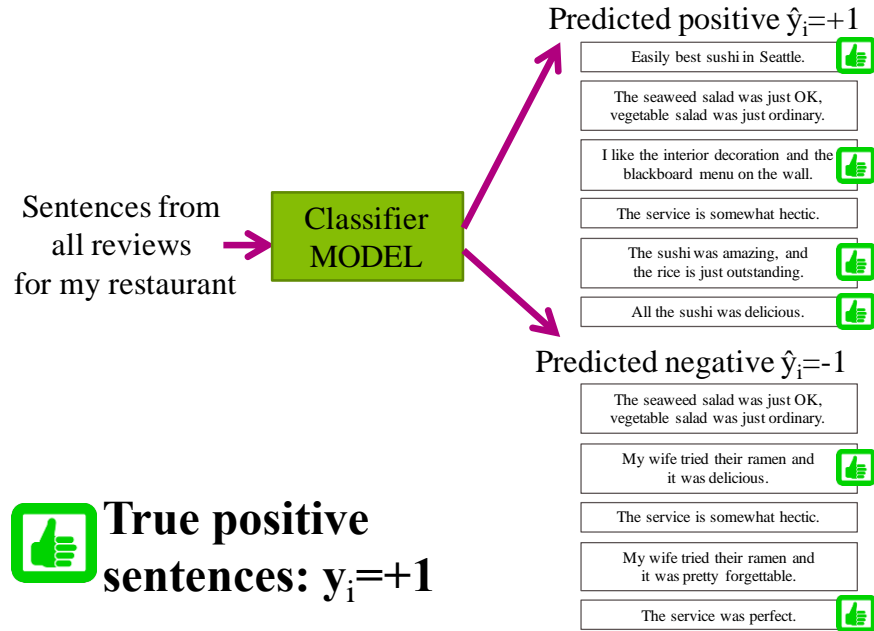 Predicted positive ŷi=+1
Easily best sushi in Seattle.
The seaweed salad was just OK,
vegetable salad was just ordinary.
I like the interior decoration and the
blackboard menu on the wall.
The service is somewhat hectic.
The sushi was amazing, and
the rice is just outstanding.
All the sushi was delicious.
Sentences from
all reviews
for my restaurant
Classifier
MODEL
Predicted negative ŷi=-1
The seaweed salad was just OK,
vegetable salad was just ordinary.
My wife tried their ramen and
it was delicious.
The service is somewhat hectic.
My wife tried their ramen and
it was pretty forgettable.
The service was perfect.
True positive
sentences: yi=+1